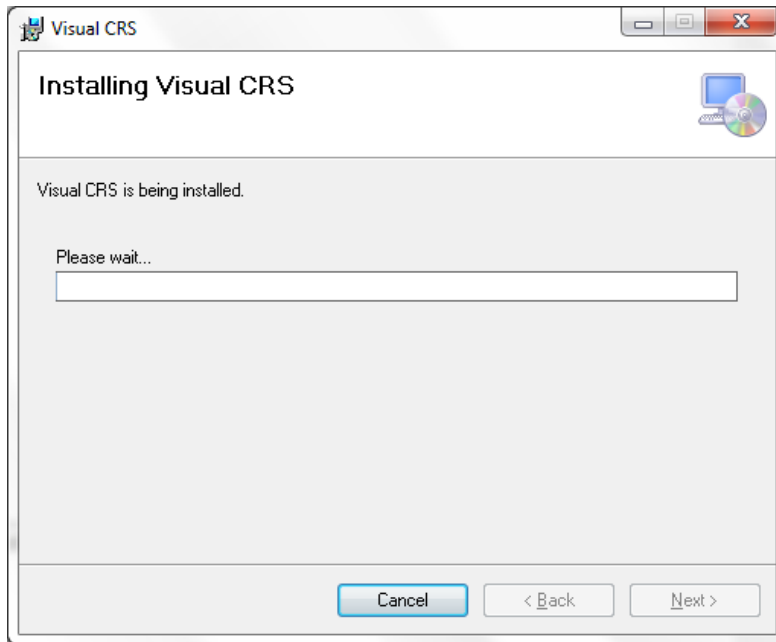 Visual CRS
Installing Visual CRS
Visual CRS is being installed.
Please wait...
Cancel
< Back
Next >